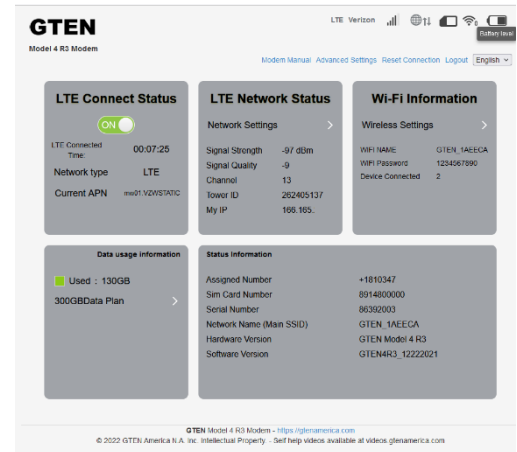 GTEN
Model 4 R3 Modem
LTE Verizon
Battery level
Modem Manual Advanced Settings Reset Connection Logout English
LTE Connect Status
ON
LTE Connected Time: 00:07:25
Network type LTE
Current APN mw01.VZWSTATIC
LTE Network Status
Network Settings
Signal Strength -97 dBm
Signal Quality -9
Channel 13
Tower ID 262405137
My IP 166.165.
Wi-Fi Information
Wireless Settings
WIFI NAME GTEN_1AEECA
WIFI Password 1234567890
Device Connected 2
Data usage information
Used : 130GB
300GBData Plan
Status Information
Assigned Number +1810347
Sim Card Number 8914800000
Serial Number 86392003
Network Name (Main SSID) GTEN_1AEECA
Hardware Version GTEN Model 4 R3
Software Version GTEN4R3_12222021
GTEN Model 4 R3 Modem - https://gtenamerica.com
© 2022 GTEN America N.A. Inc. Intellectual Property. - Self help videos available at videos.gtenamerica.com